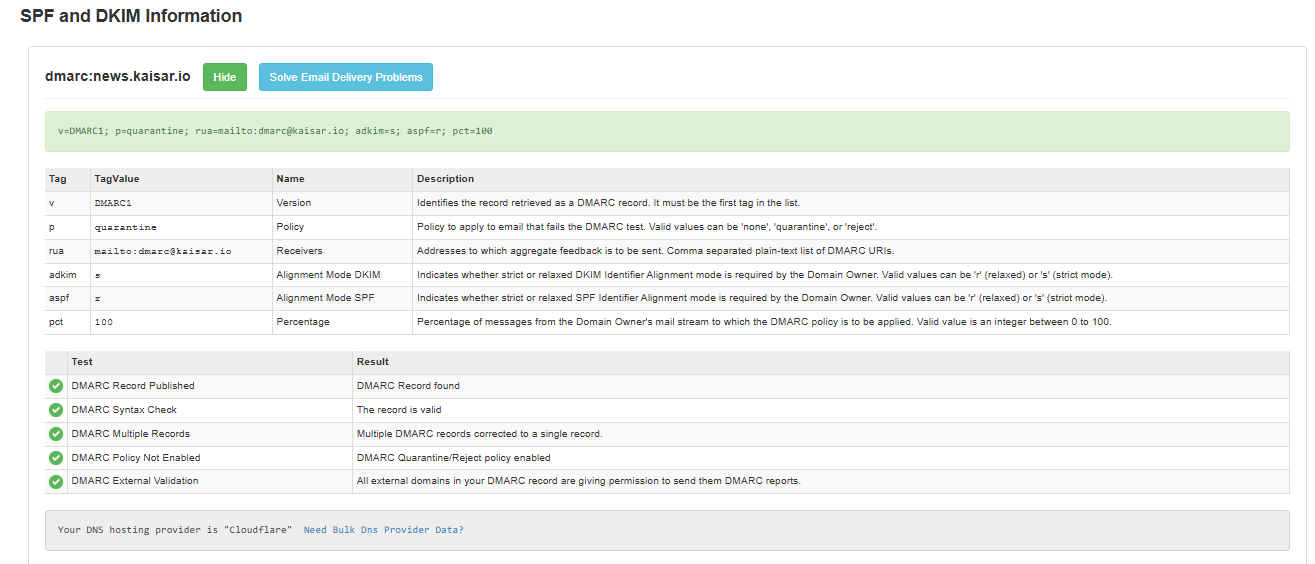 SPF and DKIM Information
dmarc:news.kaisar.io Hide Solve Email Delivery Problems
v=DMARC1; p=quarantine; rua=mailto:dmarc@kaisar.io; adkim=s; aspf=r; pct=100
Tag TagValue Name Description
v DMARC1 Version Identifies the record retrieved as a DMARC record. It must be the first tag in the list.
p quarantine Policy Policy to apply to email that fails the DMARC test. Valid values can be 'none', 'quarantine', or 'reject'.
rua mailto:dmarc@kaisar.io Receivers Addresses to which aggregate feedback is to be sent. Comma separated plain-text list of DMARC URIs.
adkim s Alignment Mode DKIM Indicates whether strict or relaxed DKIM Identifier Alignment mode is required by the Domain Owner. Valid values can be 'r' (relaxed) or 's' (strict mode).
aspf r Alignment Mode SPF Indicates whether strict or relaxed SPF Identifier Alignment mode is required by the Domain Owner. Valid values can be 'r' (relaxed) or 's' (strict mode).
pct 100 Percentage Percentage of messages from the Domain Owner's mail stream to which the DMARC policy is to be applied. Valid value is an integer between 0 to 100.
Test Result
DMARC Record Published DMARC Record found
DMARC Syntax Check The record is valid
DMARC Multiple Records Multiple DMARC records corrected to a single record.
DMARC Policy Not Enabled DMARC Quarantine/Reject policy enabled
DMARC External Validation All external domains in your DMARC record are giving permission to send them DMARC reports.
Your DNS hosting provider is "Cloudflare" Need Bulk Dns Provider Data?